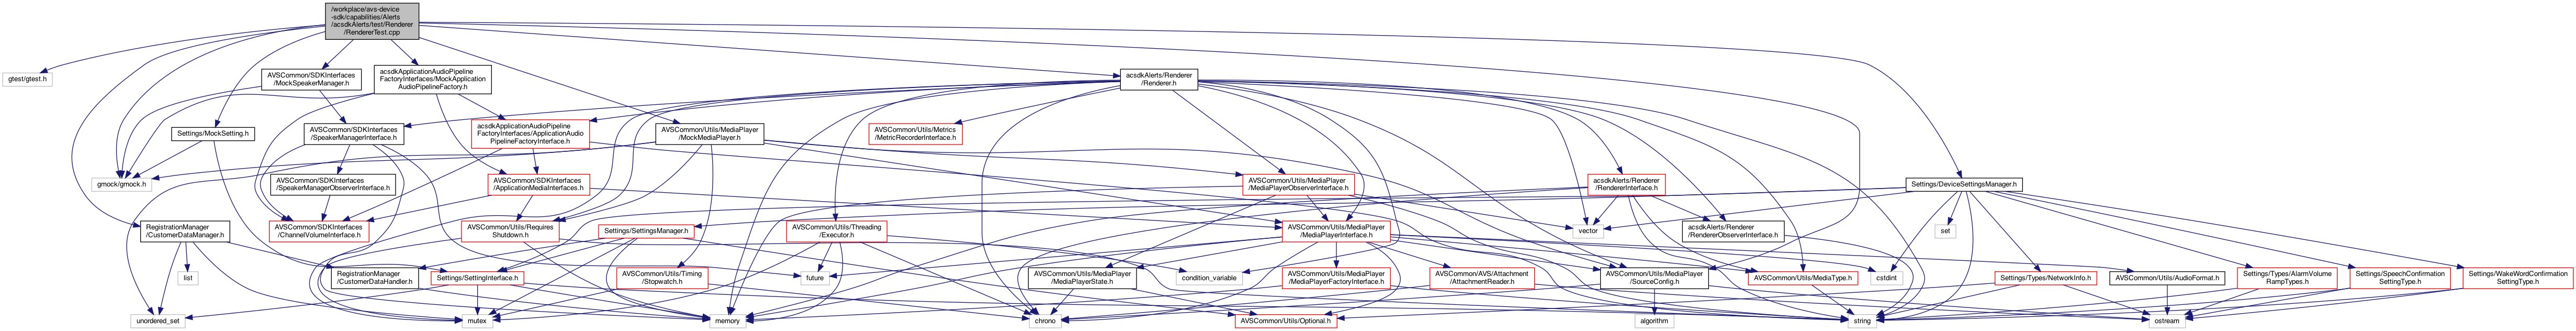 /workplace/avs-device
-sdk/capabilities/Alerts
/acsdkAlerts/test/Renderer
/RendererTest.cpp
gtest/gtest.h
AVSCommon/SDKInterfaces
/MockSpeakerManager.h
acsdkApplicationAudioPipeline
FactoryInterfaces/MockApplication
AudioPipelineFactory.h
acsdkAlerts/Renderer
/Renderer.h
Settings/MockSetting.h
AVSCommon/SDKInterfaces
/SpeakerManagerInterface.h
acsdkApplicationAudioPipeline
FactoryInterfaces/ApplicationAudio
PipelineFactoryInterface.h
AVSCommon/Utils/MediaPlayer
/MockMediaPlayer.h
AVSCommon/Utils/Metrics
/MetricRecorderInterface.h
gmock/gmock.h
AVSCommon/SDKInterfaces
/SpeakerManagerObserverInterface.h
AVSCommon/SDKInterfaces
/ApplicationMediaInterfaces.h
AVSCommon/Utils/MediaPlayer
/MediaPlayerObserverInterface.h
acsdkAlerts/Renderer
/RendererInterface.h
Settings/DeviceSettingsManager.h
RegistrationManager
/CustomerDataManager.h
AVSCommon/SDKInterfaces
/ChannelVolumeInterface.h
AVSCommon/Utils/Requires
Shutdown.h
Settings/SettingsManager.h
AVSCommon/Utils/Threading
/Executor.h
AVSCommon/Utils/MediaPlayer
/MediaPlayerInterface.h
vector
acsdkAlerts/Renderer
/RendererObserverInterface.h
set
list
RegistrationManager
/CustomerDataHandler.h
Settings/SettingInterface.h
AVSCommon/Utils/Timing
/Stopwatch.h
future
AVSCommon/Utils/MediaPlayer
/MediaPlayerState.h
condition_variable
AVSCommon/Utils/MediaPlayer
/MediaPlayerFactoryInterface.h
AVSCommon/AVS/Attachment
/AttachmentReader.h
AVSCommon/Utils/MediaPlayer
/SourceConfig.h
AVSCommon/Utils/MediaType.h
cstdint
Settings/Types/NetworkInfo.h
AVSCommon/Utils/AudioFormat.h
Settings/Types/AlarmVolume
RampTypes.h
Settings/SpeechConfirmation
SettingType.h
Settings/WakeWordConfirmation
SettingType.h
unordered_set
mutex
memory
chrono
AVSCommon/Utils/Optional.h
algorithm
string
ostream